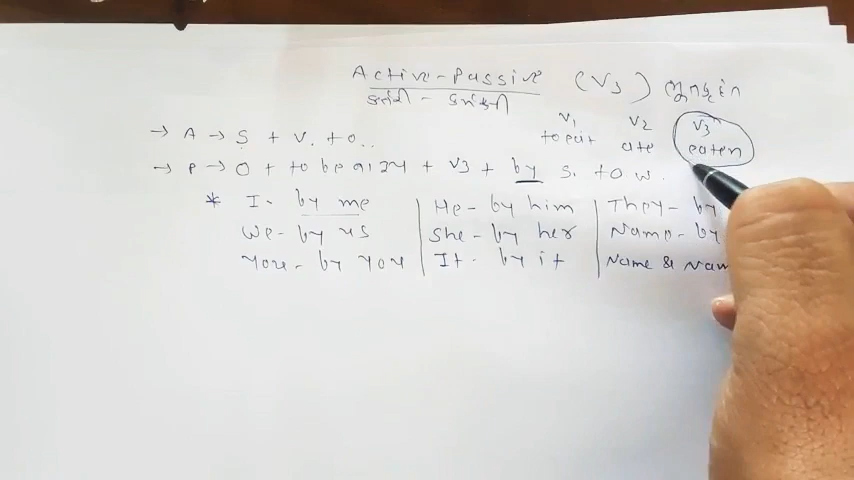 Active-Passive (V3) ભૂતકૃદંત
કર્તરી - કર્મણી
V1 V2 V3
to eat ate eaten
→ A → S + V. + O..
→ P → O + to be નાં રૂપ + V3 + by S. + O W.
* I - by me He - by him They - by
We - by us She - by her Name - by
You - by you It - by it Name & Nam